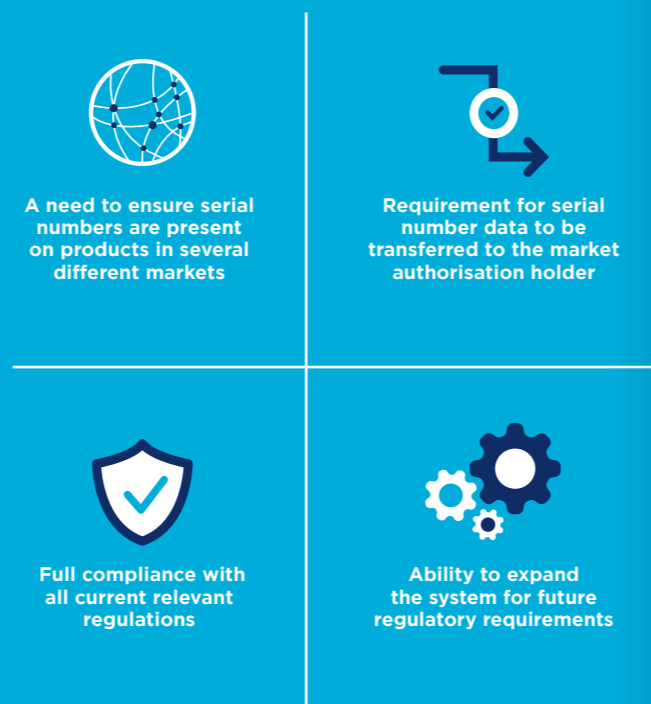 A need to ensure serial
numbers are present
on products in several
different markets
Requirement for serial
number data to be
transferred to the market
authorisation holder
Full compliance with
all current relevant
regulations
Ability to expand
the system for future
regulatory requirements